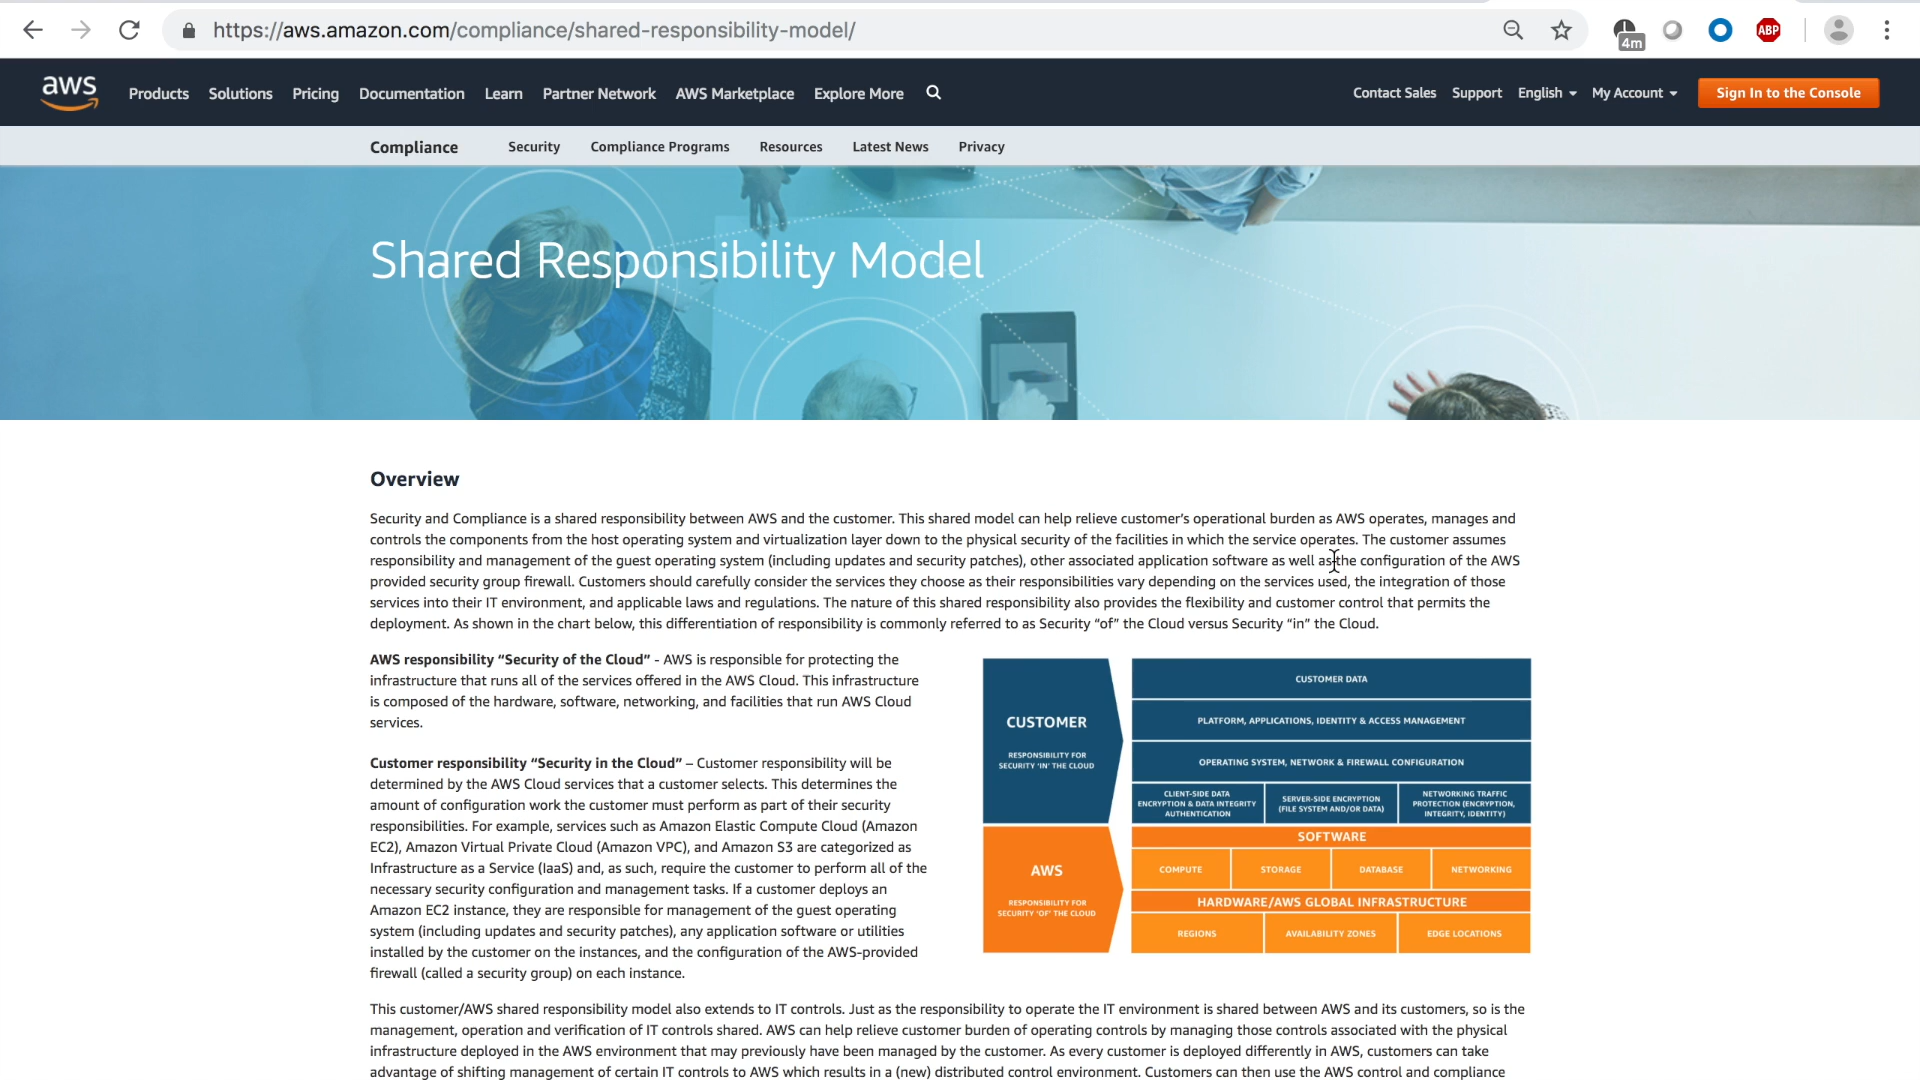 https://aws.amazon.com/compliance/shared-responsibility-model/
4m
ABP
aws
Products Solutions Pricing Documentation Learn Partner Network AWS Marketplace Explore More
Contact Sales Support English My Account Sign In to the Console
Compliance Security Compliance Programs Resources Latest News Privacy
Shared Responsibility Model
Overview
Security and Compliance is a shared responsibility between AWS and the customer. This shared model can help relieve customer's operational burden as AWS operates, manages and
controls the components from the host operating system and virtualization layer down to the physical security of the facilities in which the service operates. The customer assumes
responsibility and management of the guest operating system (including updates and security patches), other associated application software as well as the configuration of the AWS
provided security group firewall. Customers should carefully consider the services they choose as their responsibilities vary depending on the services used, the integration of those
services into their IT environment, and applicable laws and regulations. The nature of this shared responsibility also provides the flexibility and customer control that permits the
deployment. As shown in the chart below, this differentiation of responsibility is commonly referred to as Security “of” the Cloud versus Security “in” the Cloud.
AWS responsibility “Security of the Cloud” - AWS is responsible for protecting the
infrastructure that runs all of the services offered in the AWS Cloud. This infrastructure
is composed of the hardware, software, networking, and facilities that run AWS Cloud
services.
Customer responsibility “Security in the Cloud” – Customer responsibility will be
determined by the AWS Cloud services that a customer selects. This determines the
amount of configuration work the customer must perform as part of their security
responsibilities. For example, services such as Amazon Elastic Compute Cloud (Amazon
EC2), Amazon Virtual Private Cloud (Amazon VPC), and Amazon S3 are categorized as
Infrastructure as a Service (IaaS) and, as such, require the customer to perform all of the
necessary security configuration and management tasks. If a customer deploys an
Amazon EC2 instance, they are responsible for management of the guest operating
system (including updates and security patches), any application software or utilities
installed by the customer on the instances, and the configuration of the AWS-provided
firewall (called a security group) on each instance.
CUSTOMER
RESPONSIBILITY FOR
SECURITY 'IN' THE CLOUD
CUSTOMER DATA
PLATFORM, APPLICATIONS, IDENTITY & ACCESS MANAGEMENT
OPERATING SYSTEM, NETWORK & FIREWALL CONFIGURATION
CLIENT-SIDE DATA
ENCRYPTION & DATA INTEGRITY
AUTHENTICATION
SERVER-SIDE ENCRYPTION
(FILE SYSTEM AND/OR DATA)
NETWORKING TRAFFIC
PROTECTION (ENCRYPTION,
INTEGRITY, IDENTITY)
AWS
RESPONSIBILITY FOR
SECURITY 'OF' THE CLOUD
SOFTWARE
COMPUTE STORAGE DATABASE NETWORKING
HARDWARE/AWS GLOBAL INFRASTRUCTURE
REGIONS AVAILABILITY ZONES EDGE LOCATIONS
This customer/AWS shared responsibility model also extends to IT controls. Just as the responsibility to operate the IT environment is shared between AWS and its customers, so is the
management, operation and verification of IT controls shared. AWS can help relieve customer burden of operating controls by managing those controls associated with the physical
infrastructure deployed in the AWS environment that may previously have been managed by the customer. As every customer is deployed differently in AWS, customers can take
advantage of shifting management of certain IT controls to AWS which results in a (new) distributed control environment. Customers can then use the AWS control and compliance